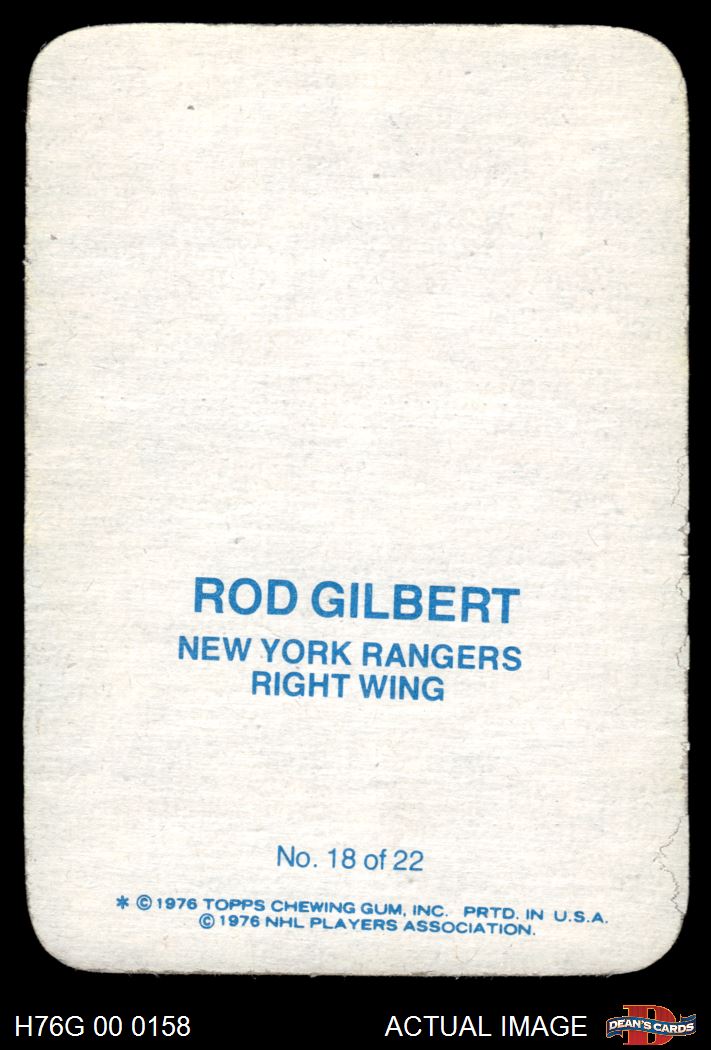 ROD GILBERT
NEW YORK RANGERS
RIGHT WING
No. 18 of 22
* © 1976 TOPPS CHEWING GUM, INC. PRTD. IN U.S.A.
© 1976 NHL PLAYERS ASSOCIATION.
H76G 00 0158 ACTUAL IMAGE D DEAN'S CARDS